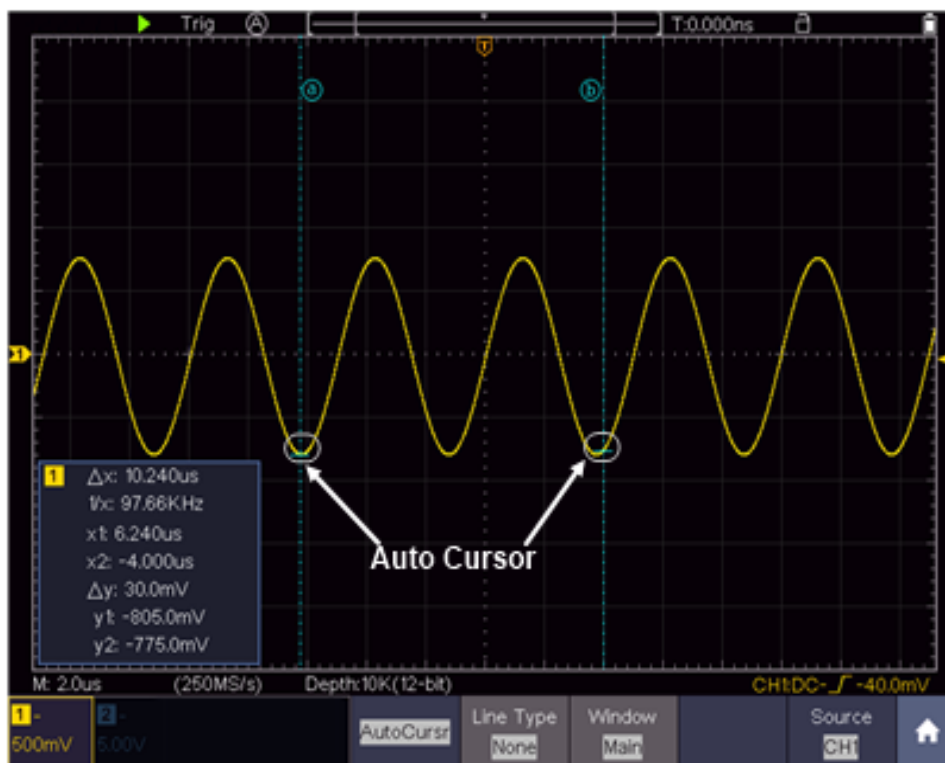 Trig A T:0.000ns
T
a b
1
1 Δx: 10.240us
1/x: 97.66KHz
x1: 6.240us
x2: -4.000us
Δy: 30.0mV
y1: -805.0mV
y2: -775.0mV
Auto Cursor
M: 2.0us (250MS/s) Depth:10K(12-bit) CH1:DC- -40.0mV
1 - 2 - Line Type Window Source
500mV 5.00V AutoCursr None Main CH1